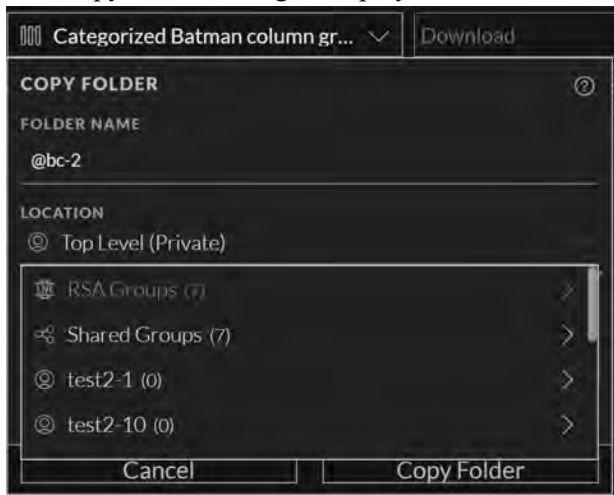 Categorized Batman column gr... Download
COPY FOLDER
FOLDER NAME
@bc-2
LOCATION
Top Level (Private)
RSA Groups (7)
Shared Groups (7)
test2-1 (0)
test2-10 (0)
Cancel Copy Folder